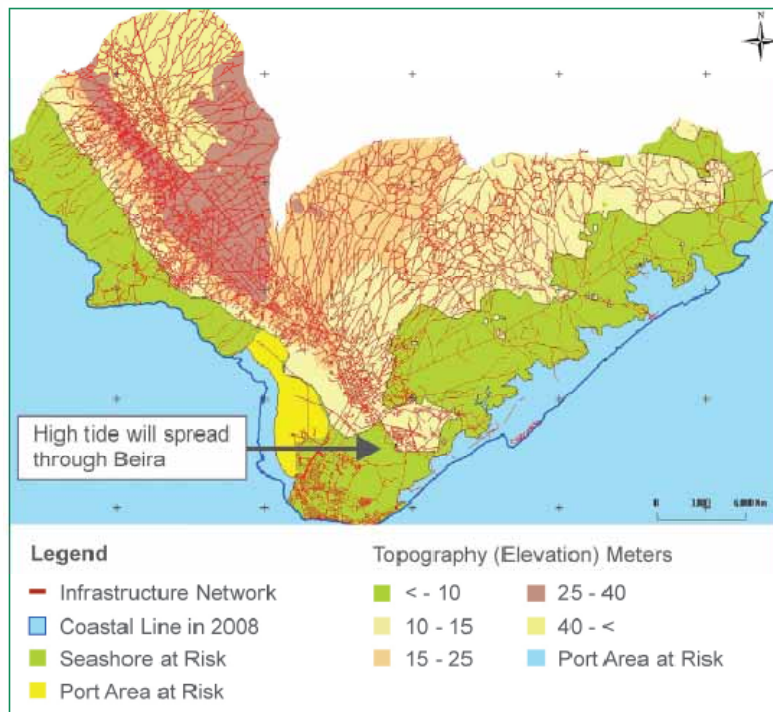 N
High tide will spread
through Beira
0
Legend
Infrastructure Network
Coastal Line in 2008
Seashore at Risk
Port Area at Risk
Topography (Elevation) Meters
< - 10
10 - 15
15 - 25
25 - 40
40 - <
Port Area at Risk